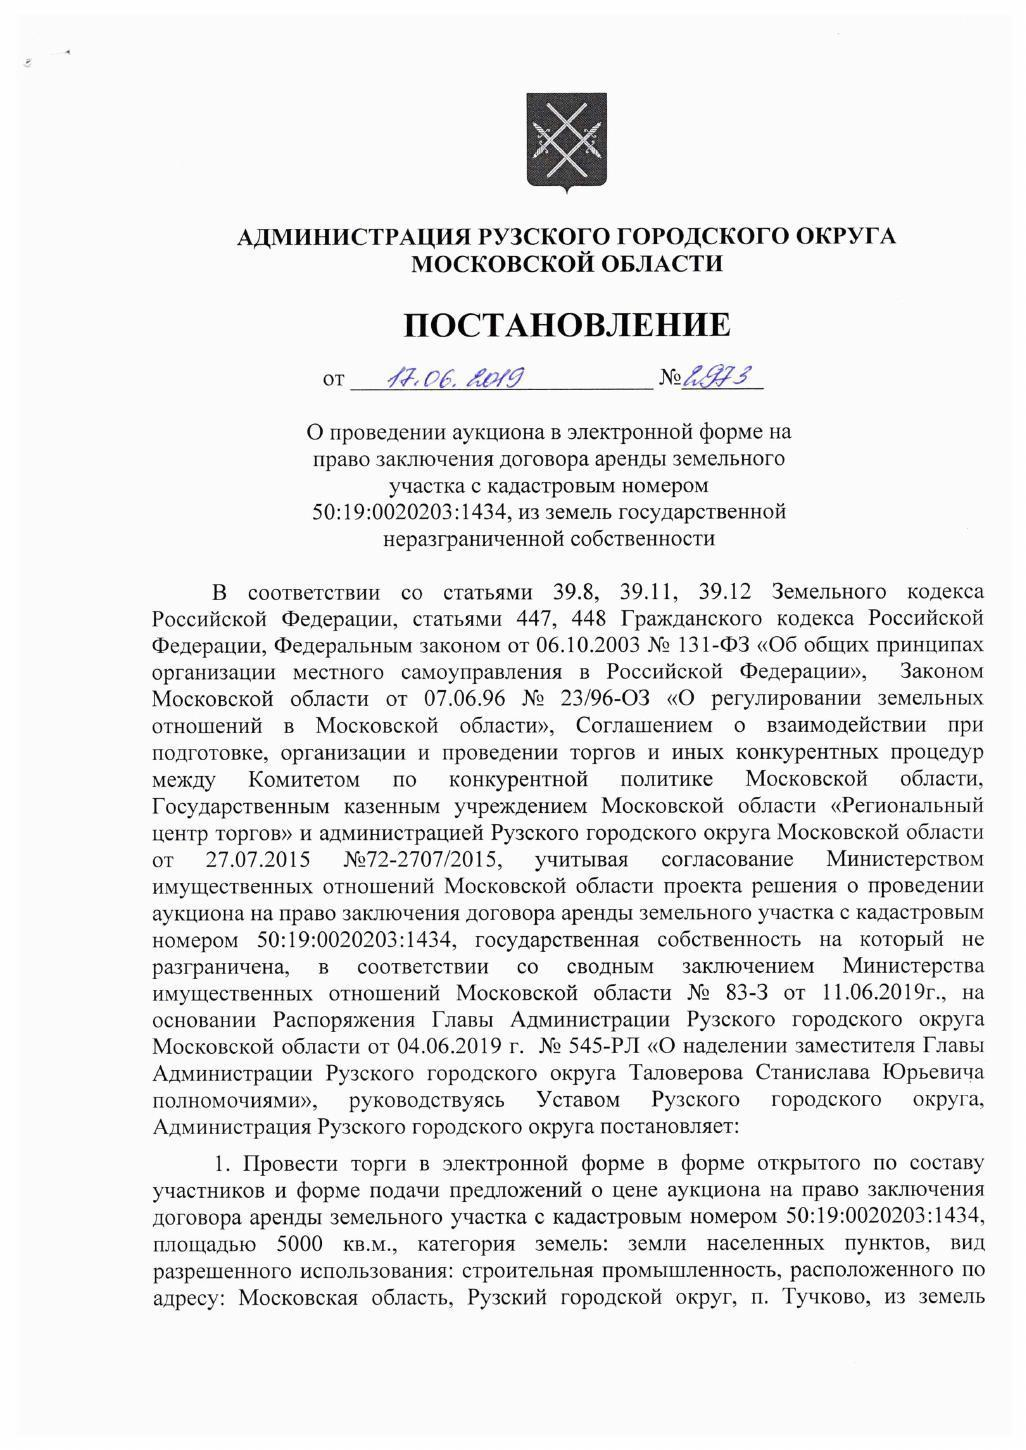 АДМИНИСТРАЦИЯ РУЗСКОГО ГОРОДСКОГО ОКРУГА
МОСКОВСКОЙ ОБЛАСТИ
ПОСТАНОВЛЕНИЕ
от 17.06.2019 № 2973
О проведении аукциона в электронной форме на
право заключения договора аренды земельного
участка с кадастровым номером
50:19:0020203:1434, из земель государственной
неразграниченной собственности
В соответствии со статьями 39.8, 39.11, 39.12 Земельного кодекса
Российской Федерации, статьями 447, 448 Гражданского кодекса Российской
Федерации, Федеральным законом от 06.10.2003 № 131-ФЗ «Об общих принципах
организации местного самоуправления в Российской Федерации», Законом
Московской области от 07.06.96 № 23/96-ОЗ «О регулировании земельных
отношений в Московской области», Соглашением о взаимодействии при
подготовке, организации и проведении торгов и иных конкурентных процедур
между Комитетом по конкурентной политике Московской области,
Государственным казенным учреждением Московской области «Региональный
центр торгов» и администрацией Рузского городского округа Московской области
от 27.07.2015 №72-2707/2015, учитывая согласование Министерством
имущественных отношений Московской области проекта решения о проведении
аукциона на право заключения договора аренды земельного участка с кадастровым
номером 50:19:0020203:1434, государственная собственность на который не
разграничена, в соответствии со сводным заключением Министерства
имущественных отношений Московской области № 83-З от 11.06.2019г., на
основании Распоряжения Главы Администрации Рузского городского округа
Московской области от 04.06.2019 г. № 545-РЛ «О наделении заместителя Главы
Администрации Рузского городского округа Таловерова Станислава Юрьевича
полномочиями», руководствуясь Уставом Рузского городского округа,
Администрация Рузского городского округа постановляет:
1. Провести торги в электронной форме в форме открытого по составу
участников и форме подачи предложений о цене аукциона на право заключения
договора аренды земельного участка с кадастровым номером 50:19:0020203:1434,
площадью 5000 кв.м., категория земель: земли населенных пунктов, вид
разрешенного использования: строительная промышленность, расположенного по
адресу: Московская область, Рузский городской округ, п. Тучково, из земель